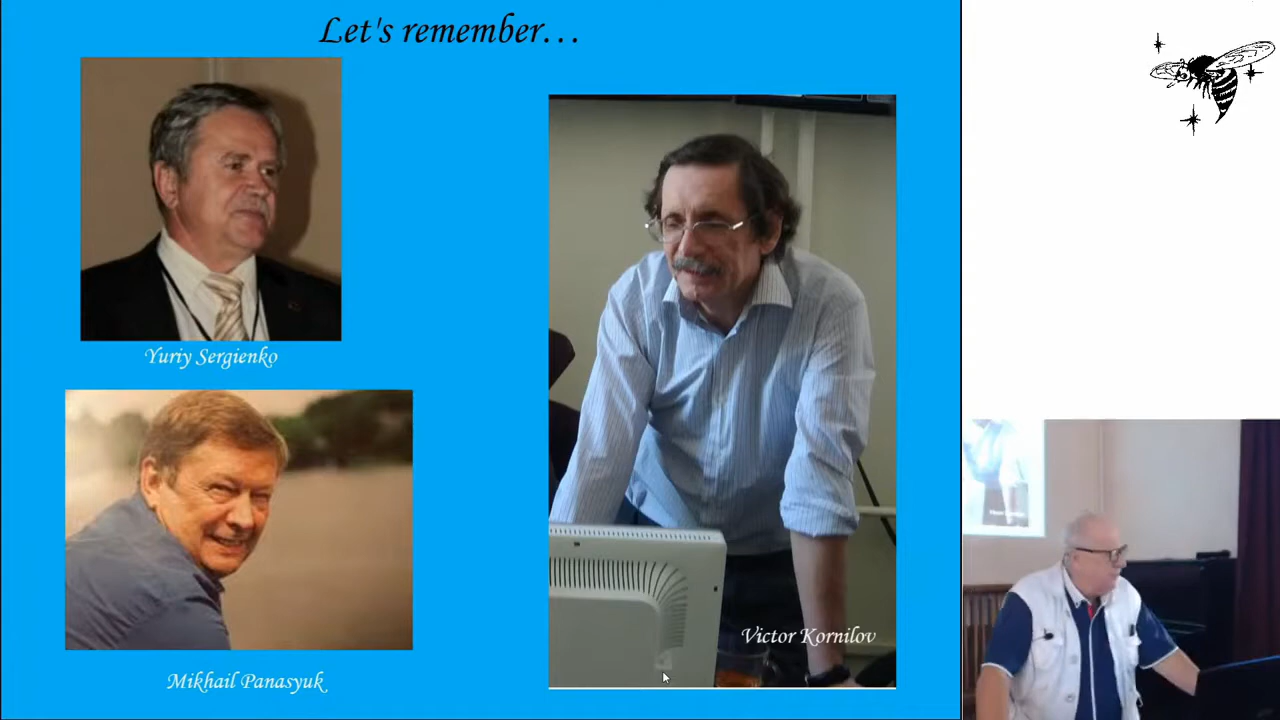 Let's remember...
Yuriy Sergienko
Mikhail Panasyuk
Victor Kornilov